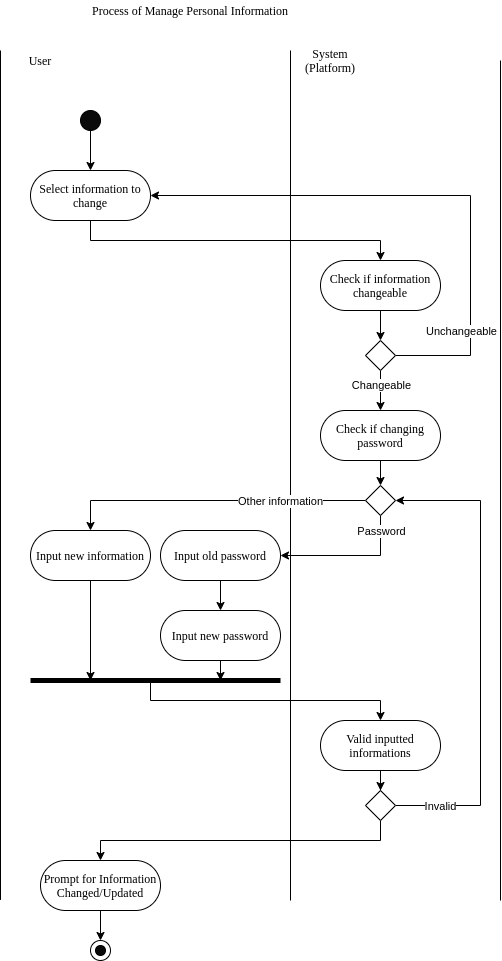 Process of Manage Personal Information
User
System
(Platform)
Select information to
change
Check if information
changeable
Unchangeable
Changeable
Check if changing
password
Other information
Password
Input new information
Input old password
Input new password
Valid inputted
informations
Invalid
Prompt for Information
Changed/Updated